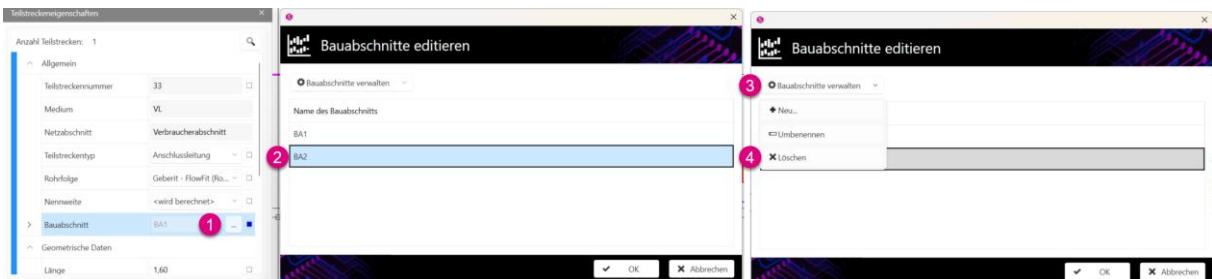 Teilstreckeneigenschaften
Anzahl Teilstrecken: 1
Allgemein
Teilstreckennummer 33
Medium VL
Netzabschnitt Verbraucherabschnitt
Teilstreckentyp Anschlussleitung
Rohrfolge Geberit - FlowFit (Ro...
Nennweite <wird berechnet>
Bauabschnitt BA1 1 ...
Geometrische Daten
Länge 1,60
Bauabschnitte editieren
Bauabschnitte verwalten
Name des Bauabschnitts
BA1
2 BA2
OK Abbrechen
Bauabschnitte editieren
3 Bauabschnitte verwalten
Neu...
Umbenennen
4 Löschen
OK Abbrechen